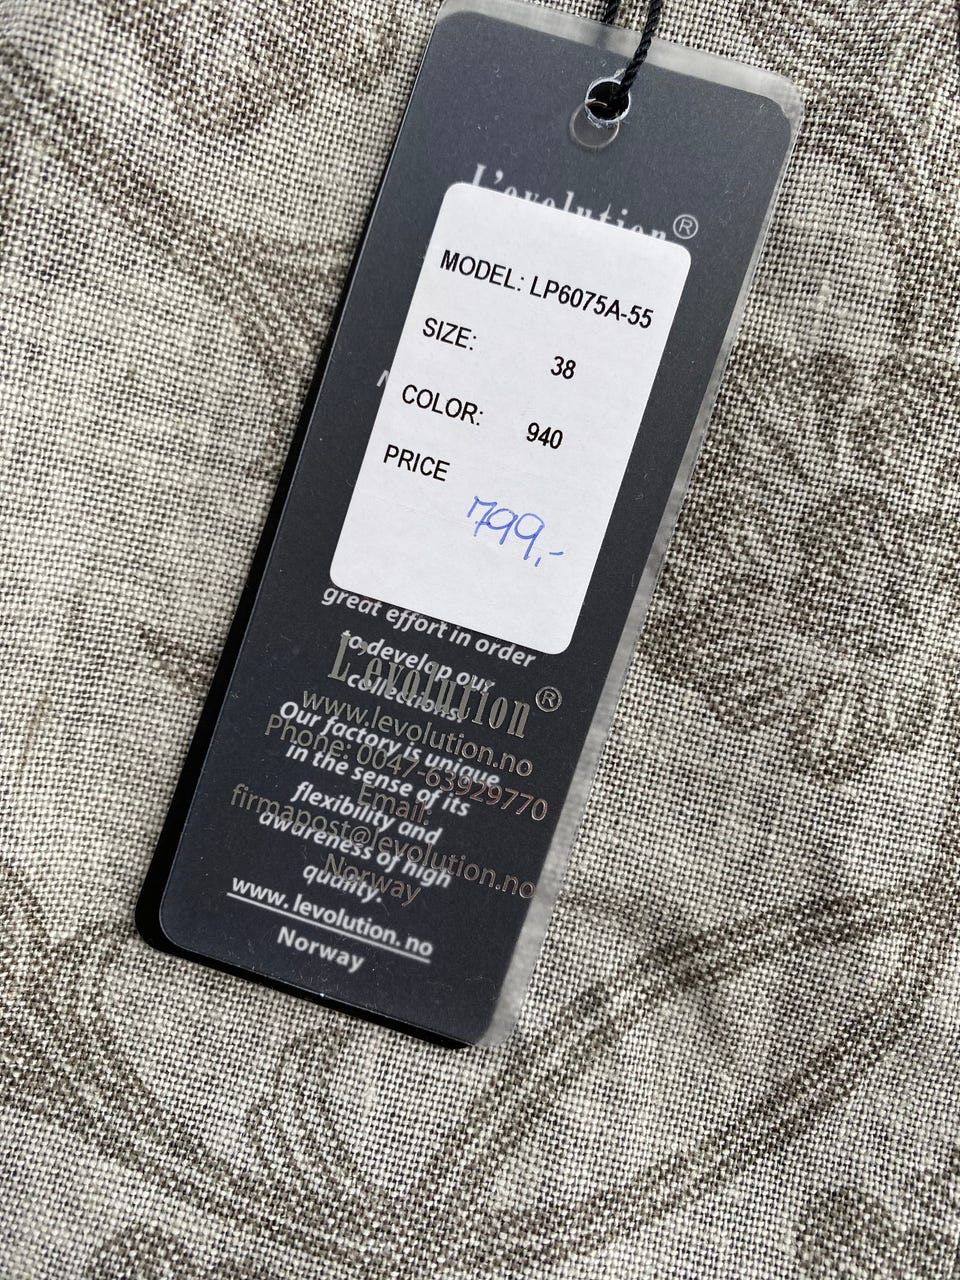 L'evolution®
MODEL: LP6075A-55
SIZE: 38
COLOR: 940
PRICE
799,-
great effort in order
to develop our
collections.
L'evolution®
www.levolution.no
Our factory is unique
Phone: 0047-63929770
in the sense of its
Email:
flexibility and
firmapost@levolution.no
awareness of high
Norway
quality.
www.levolution.no
Norway